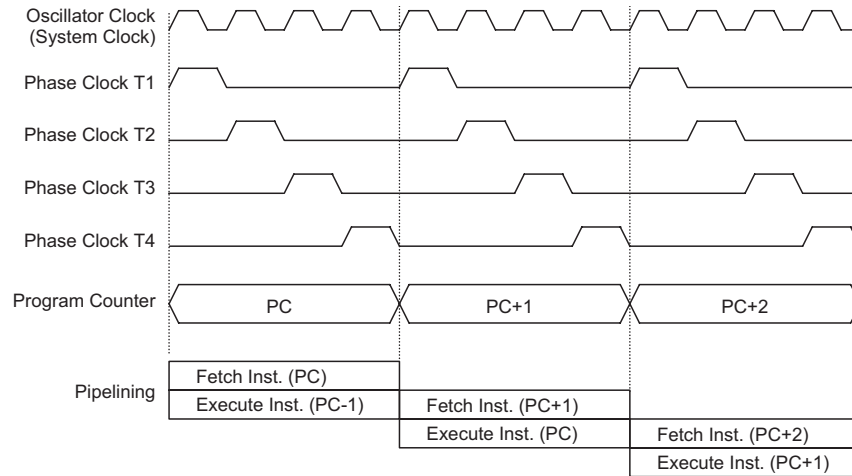 Oscillator Clock
(System Clock)
Phase Clock T1
Phase Clock T2
Phase Clock T3
Phase Clock T4
Program Counter
PC
PC+1
PC+2
Pipelining
Fetch Inst. (PC)
Execute Inst. (PC-1)
Fetch Inst. (PC+1)
Execute Inst. (PC)
Fetch Inst. (PC+2)
Execute Inst. (PC+1)